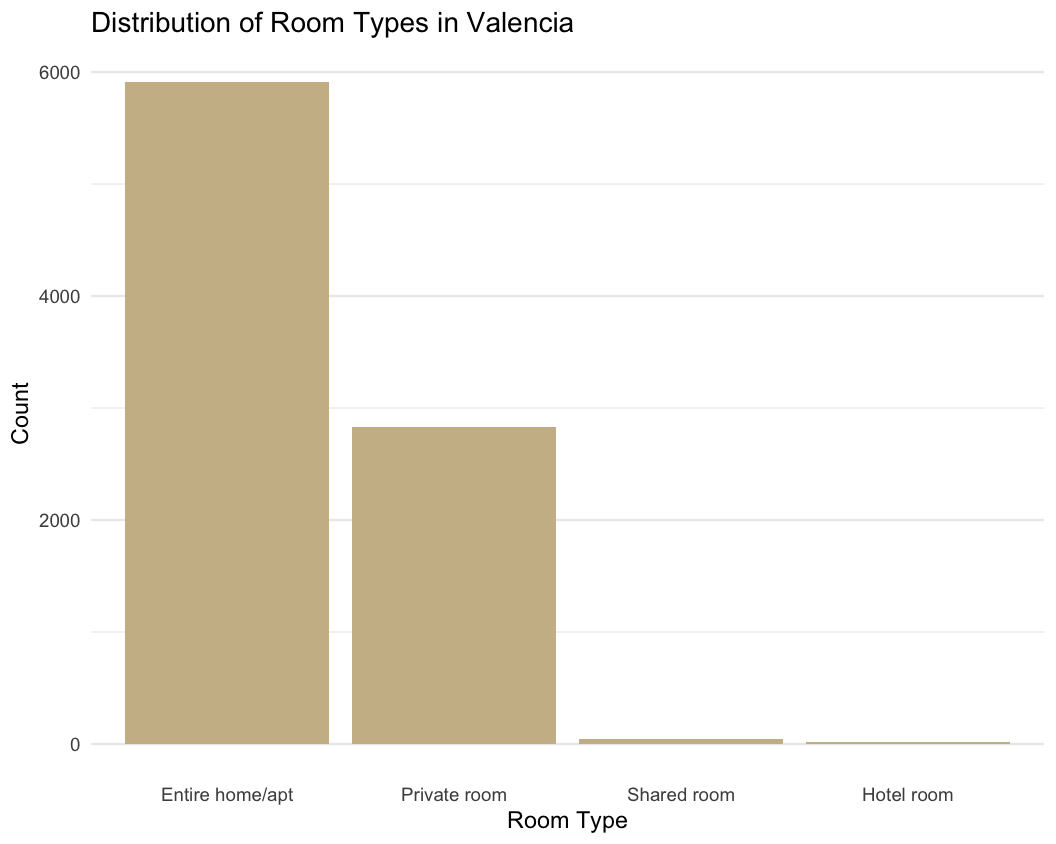 Distribution of Room Types in Valencia
6000
4000
2000
0
Count
Entire home/apt
Private room
Shared room
Hotel room
Room Type